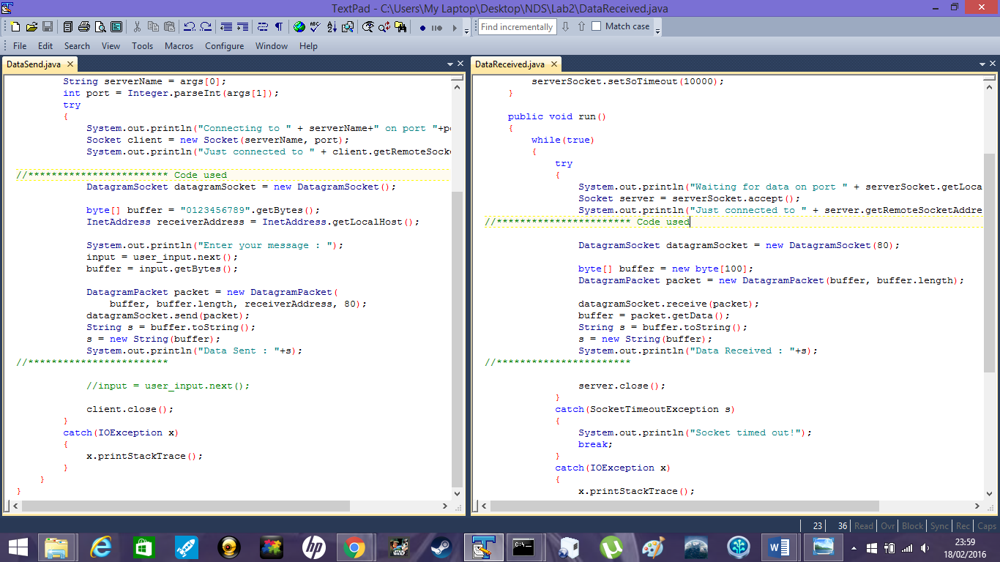 TextPad - C:\Users\My Laptop\Desktop\NDS\Lab2\DataReceived.java
Find incrementally
Match case
File Edit Search View Tools Macros Configure Window Help
DataSend.java
String serverName = args[0];
int port = Integer.parseInt(args[1]);
try
{
System.out.println("Connecting to " + serverName+" on port "+p
Socket client = new Socket(serverName, port);
System.out.println("Just connected to " + client.getRemoteSock
//************************ Code used
DatagramSocket datagramSocket = new DatagramSocket();
byte[] buffer = "0123456789".getBytes();
InetAddress receiverAddress = InetAddress.getLocalHost();
System.out.println("Enter your message : ");
input = user_input.next();
buffer = input.getBytes();
DatagramPacket packet = new DatagramPacket(
buffer, buffer.length, receiverAddress, 80);
datagramSocket.send(packet);
String s = buffer.toString();
s = new String(buffer);
System.out.println("Data Sent : "+s);
//************************
//input = user_input.next();
client.close();
}
catch(IOException x)
{
x.printStackTrace();
}
}
}
DataReceived.java
serverSocket.setSoTimeout(10000);
}
public void run()
{
while(true)
{
try
{
System.out.println("Waiting for data on port " + serverSocket.getLoca
Socket server = serverSocket.accept();
System.out.println("Just connected to " + server.getRemoteSocketAddre
//*********************** Code used
DatagramSocket datagramSocket = new DatagramSocket(80);
byte[] buffer = new byte[100];
DatagramPacket packet = new DatagramPacket(buffer, buffer.length);
datagramSocket.receive(packet);
buffer = packet.getData();
String s = buffer.toString();
s = new String(buffer);
System.out.println("Data Received : "+s);
//***********************
server.close();
}
catch(SocketTimeoutException s)
{
System.out.println("Socket timed out!");
break;
}
catch(IOException x)
{
x.printStackTrace();
23 36 Read Ovr Block Sync Rec Caps
23:59
18/02/2016